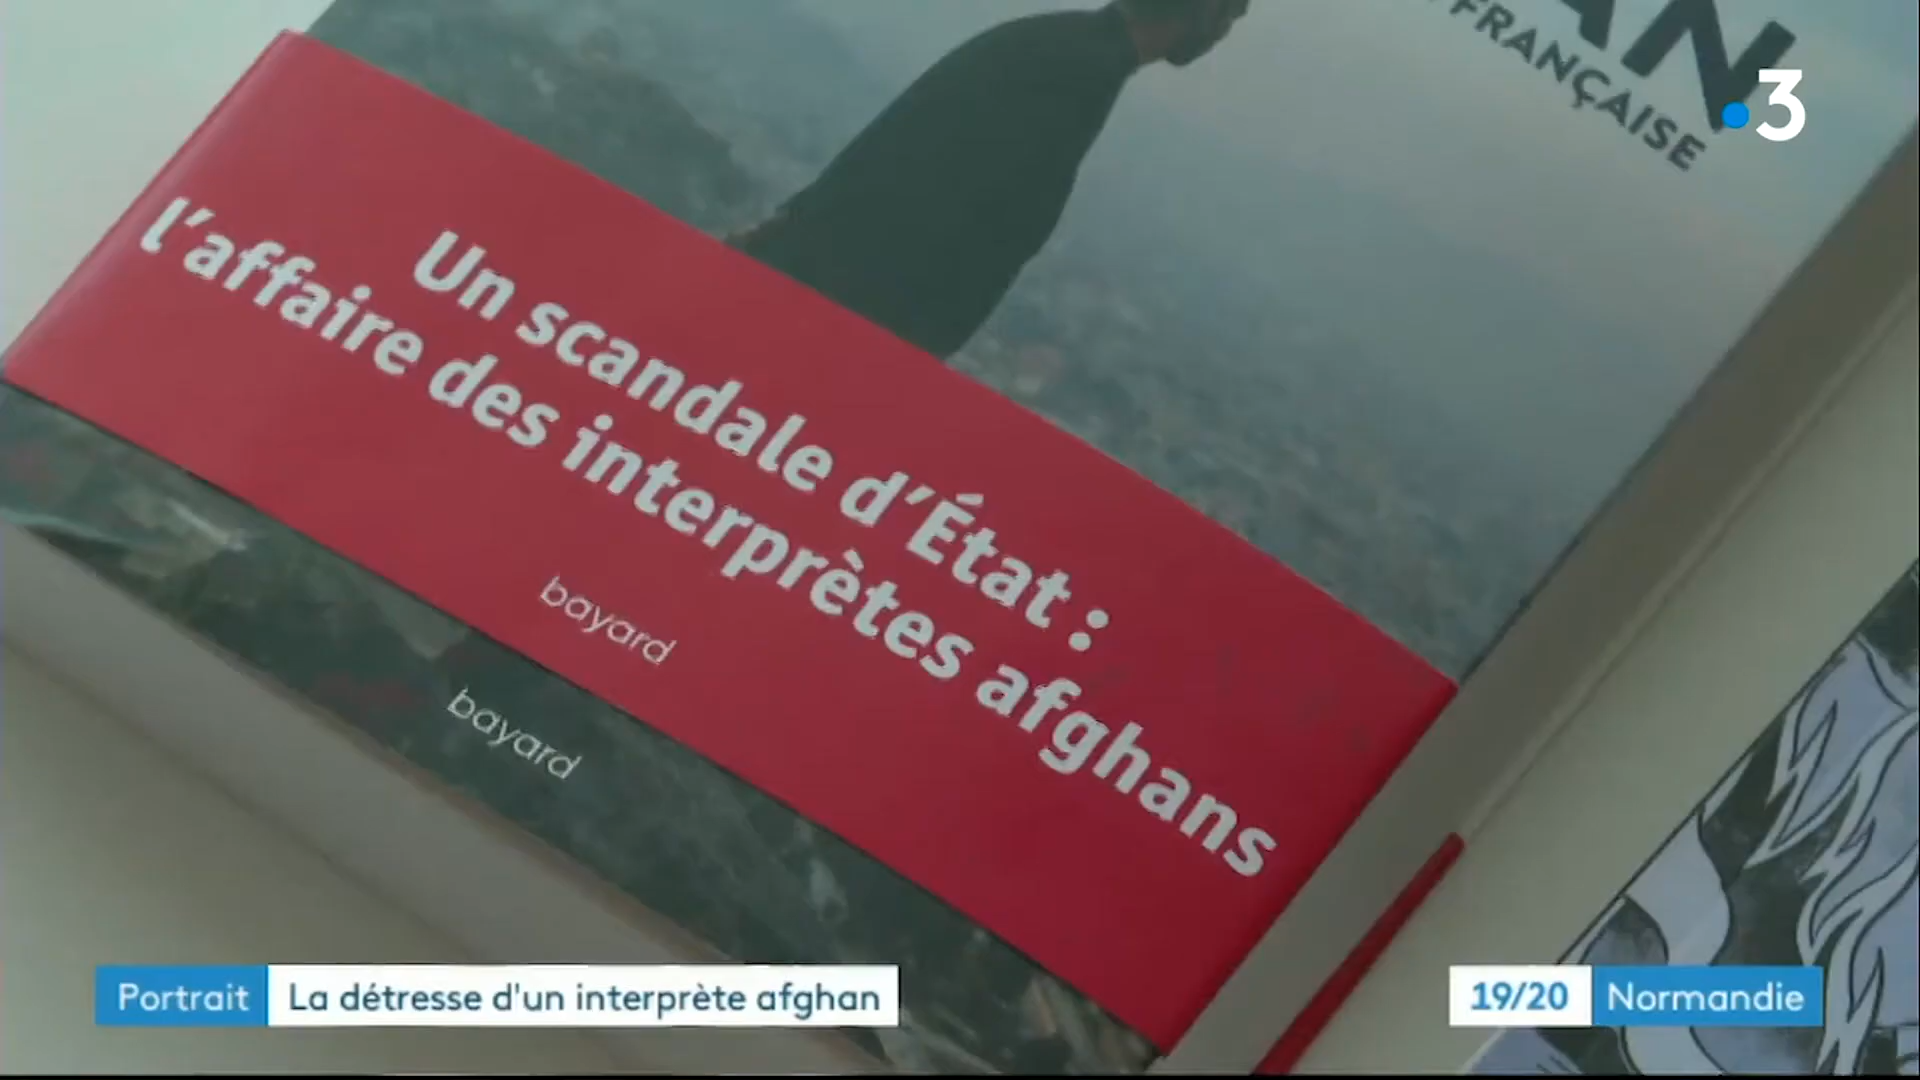 FRANÇAISE
3
Un scandale d'État :
l'affaire des interprètes afghans
bayard
bayard
Portrait La détresse d'un interprète afghan
19/20 Normandie